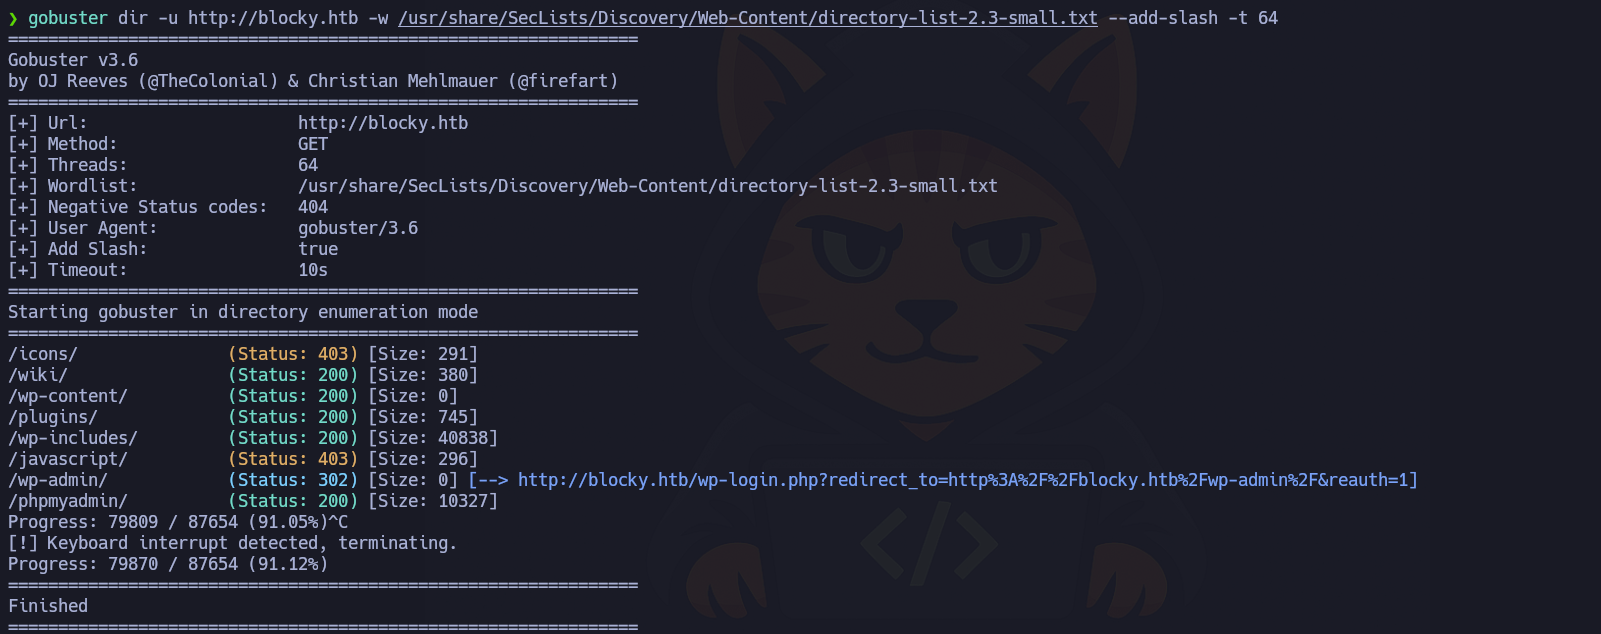 ❯ gobuster dir -u http://blocky.htb -w /usr/share/SecLists/Discovery/Web-Content/directory-list-2.3-small.txt --add-slash -t 64
===============================================================
Gobuster v3.6
by OJ Reeves (@TheColonial) & Christian Mehlmauer (@firefart)
===============================================================
[+] Url:                     http://blocky.htb
[+] Method:                  GET
[+] Threads:                 64
[+] Wordlist:                /usr/share/SecLists/Discovery/Web-Content/directory-list-2.3-small.txt
[+] Negative Status codes:   404
[+] User Agent:              gobuster/3.6
[+] Add Slash:               true
[+] Timeout:                 10s
===============================================================
Starting gobuster in directory enumeration mode
===============================================================
/icons/               (Status: 403) [Size: 291]
/wiki/                (Status: 200) [Size: 380]
/wp-content/          (Status: 200) [Size: 0]
/plugins/             (Status: 200) [Size: 745]
/wp-includes/         (Status: 200) [Size: 40838]
/javascript/          (Status: 403) [Size: 296]
/wp-admin/            (Status: 302) [Size: 0] [--> http://blocky.htb/wp-login.php?redirect_to=http%3A%2F%2Fblocky.htb%2Fwp-admin%2F&reauth=1]
/phpmyadmin/          (Status: 200) [Size: 10327]
Progress: 79809 / 87654 (91.05%)^C
[!] Keyboard interrupt detected, terminating.
Progress: 79870 / 87654 (91.12%)
===============================================================
Finished
===============================================================